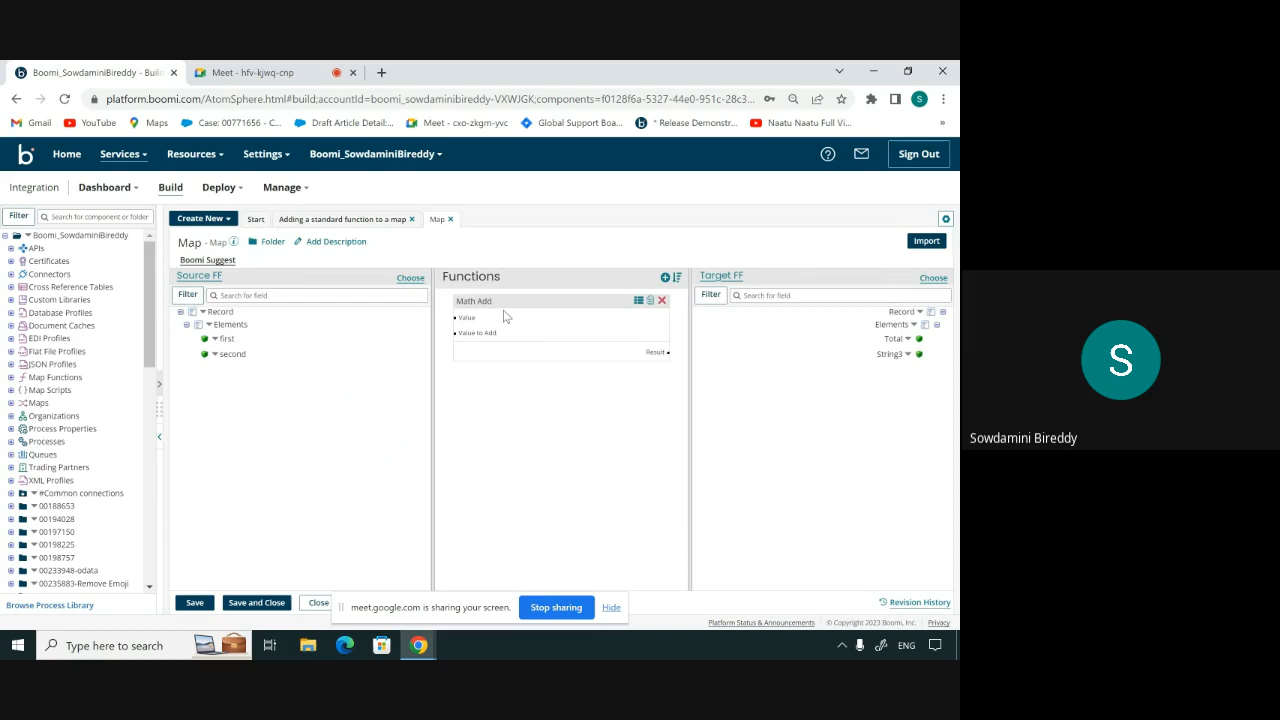 Boomi_SowdaminiBireddy - Buil
Meet - hfv-kjwq-cnp
platform.boomi.com/AtomSphere.html#build;accountId=boomi_sowdaminibireddy-VXWJGK;components=f0128f6a-5327-44e0-951c-28c3...
S
Gmail
YouTube
Maps
Case: 00771656 - C...
Draft Article Detail:...
Meet - cxo-zkgm-yvc
Global Support Boa...
* Release Demonstr...
Naatu Naatu Full Vi...
»
b
Home
Services
Resources
Settings
Boomi_SowdaminiBireddy
Sign Out
Integration
Dashboard
Build
Deploy
Manage
Filter
Search for component or folder
Create New
Start
Adding a standard function to a map
Map
Boomi_SowdaminiBireddy
APIs
Certificates
Connectors
Cross Reference Tables
Custom Libraries
Database Profiles
Document Caches
EDI Profiles
Flat File Profiles
JSON Profiles
Map Functions
Map Scripts
Maps
Organizations
Process Properties
Processes
Queues
Trading Partners
XML Profiles
#Common connections
00188653
00194028
00197150
00198225
00198757
00233948-odata
00235883-Remove Emoji
Browse Process Library
Map - Map
Folder
Add Description
Import
Boomi Suggest
Source FF
Choose
Filter
Search for field
Record
Elements
first
second
Functions
Math Add
Value
Value to Add
Result
Target FF
Choose
Filter
Search for field
Record
Elements
Total
String3
Save
Save and Close
Close
Revision History
meet.google.com is sharing your screen.
Stop sharing
Hide
Platform Status & Announcements
© Copyright 2023 Boomi, Inc.
Privacy
Type here to search
ENG
S
Sowdamini Bireddy